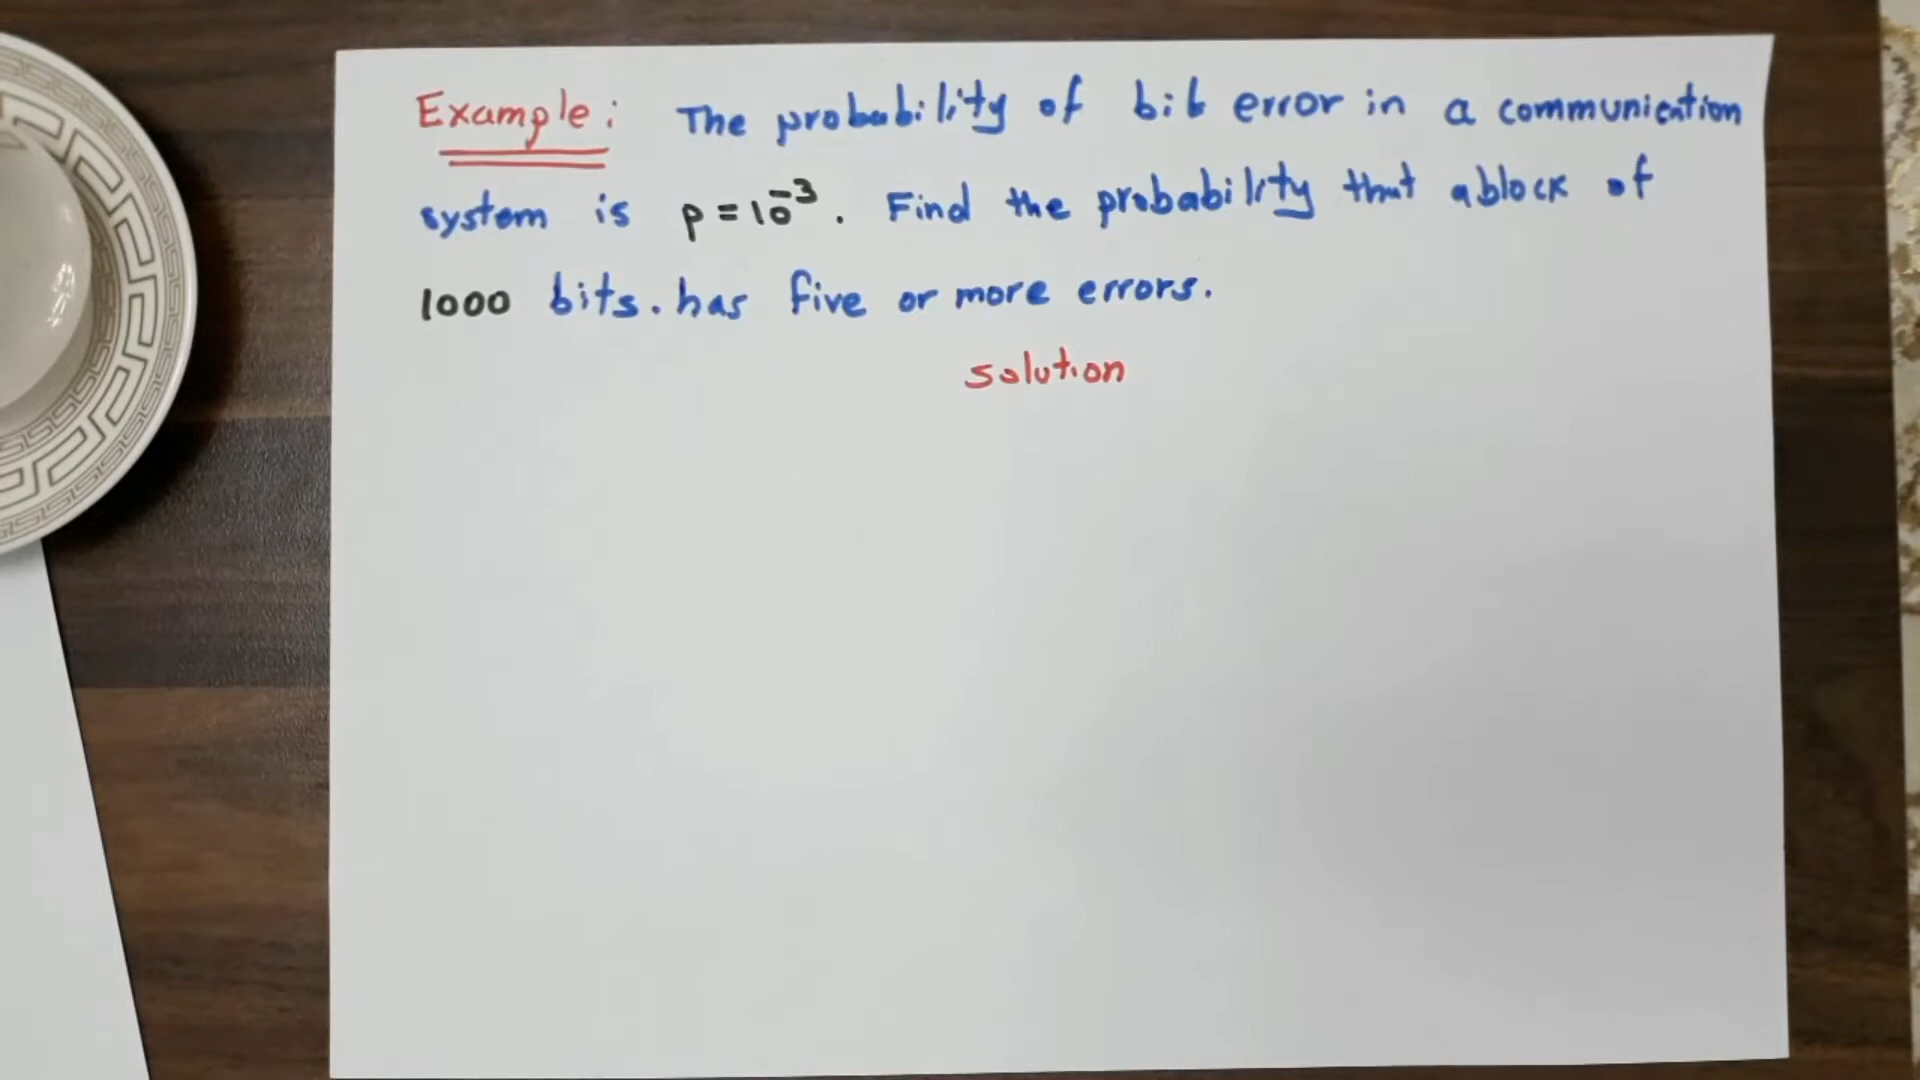 Example: The probability of bit error in a communication
system is p = 10⁻³. Find the probability that a block of
1000 bits. has five or more errors.
solution